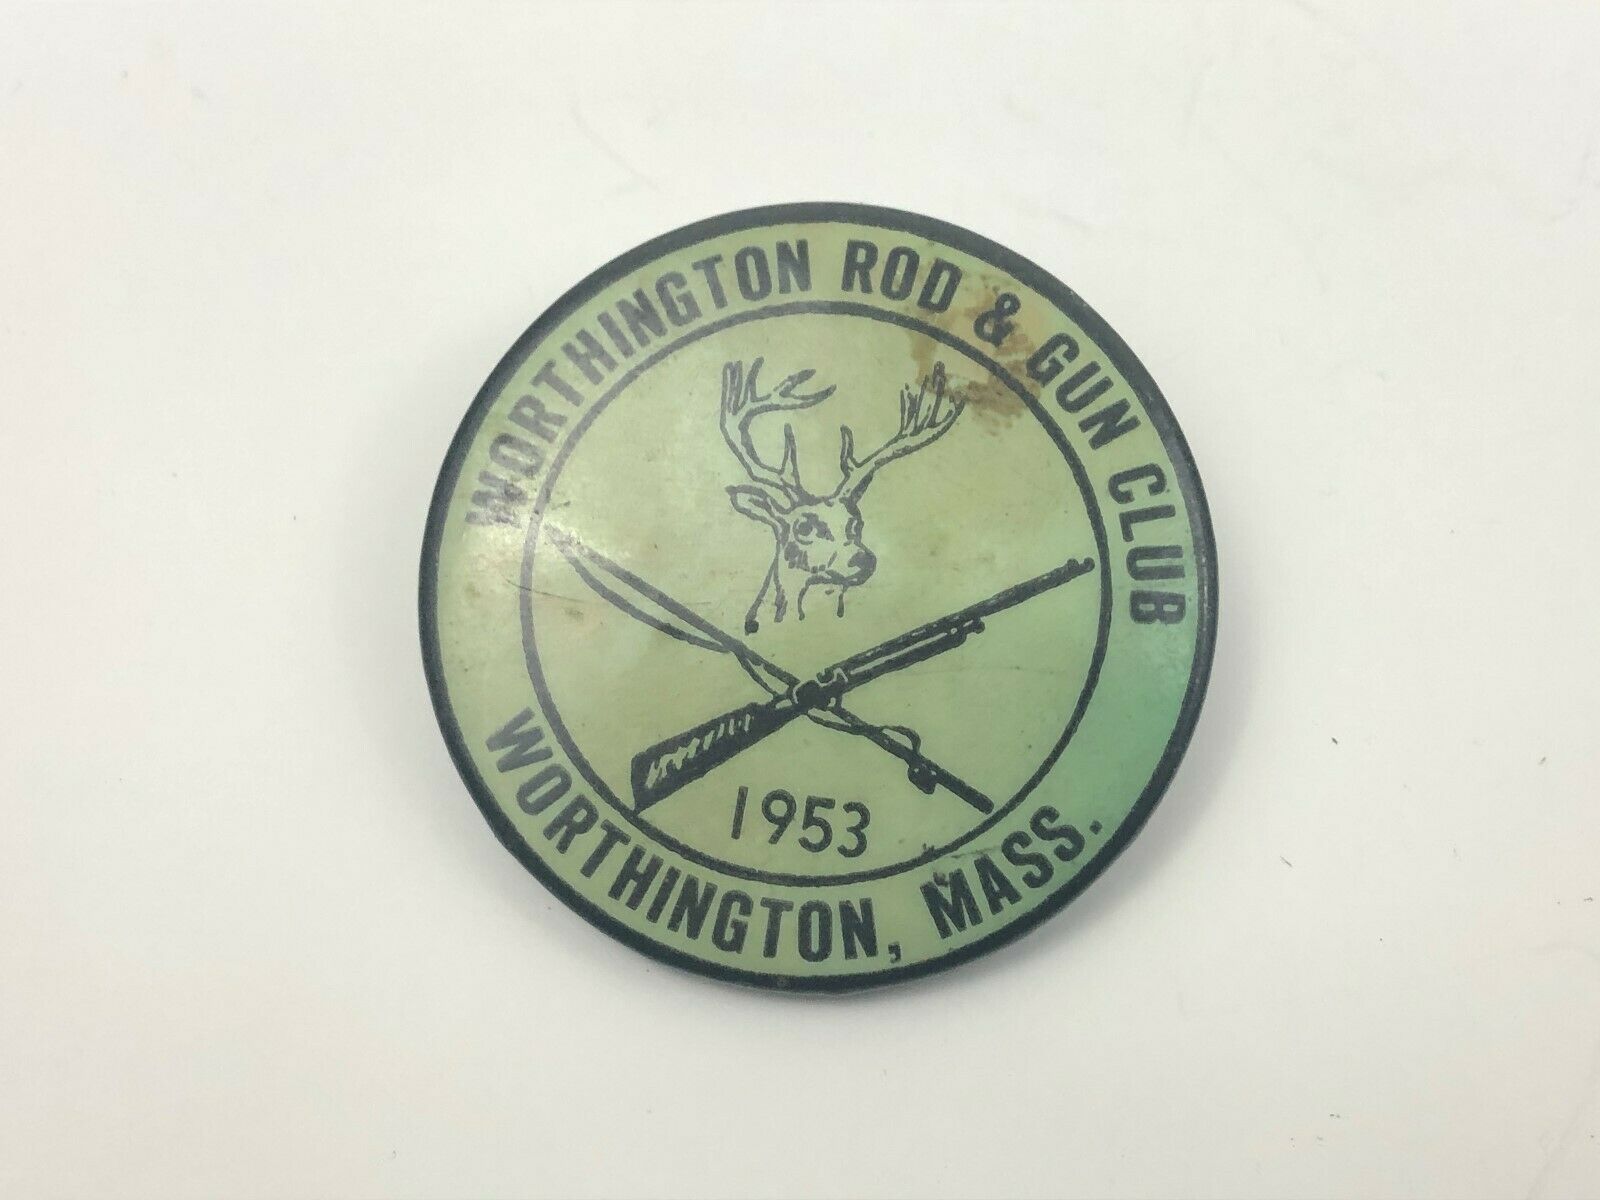 WORTHINGTON ROD & GUN CLUB
1953
WORTHINGTON, MASS.